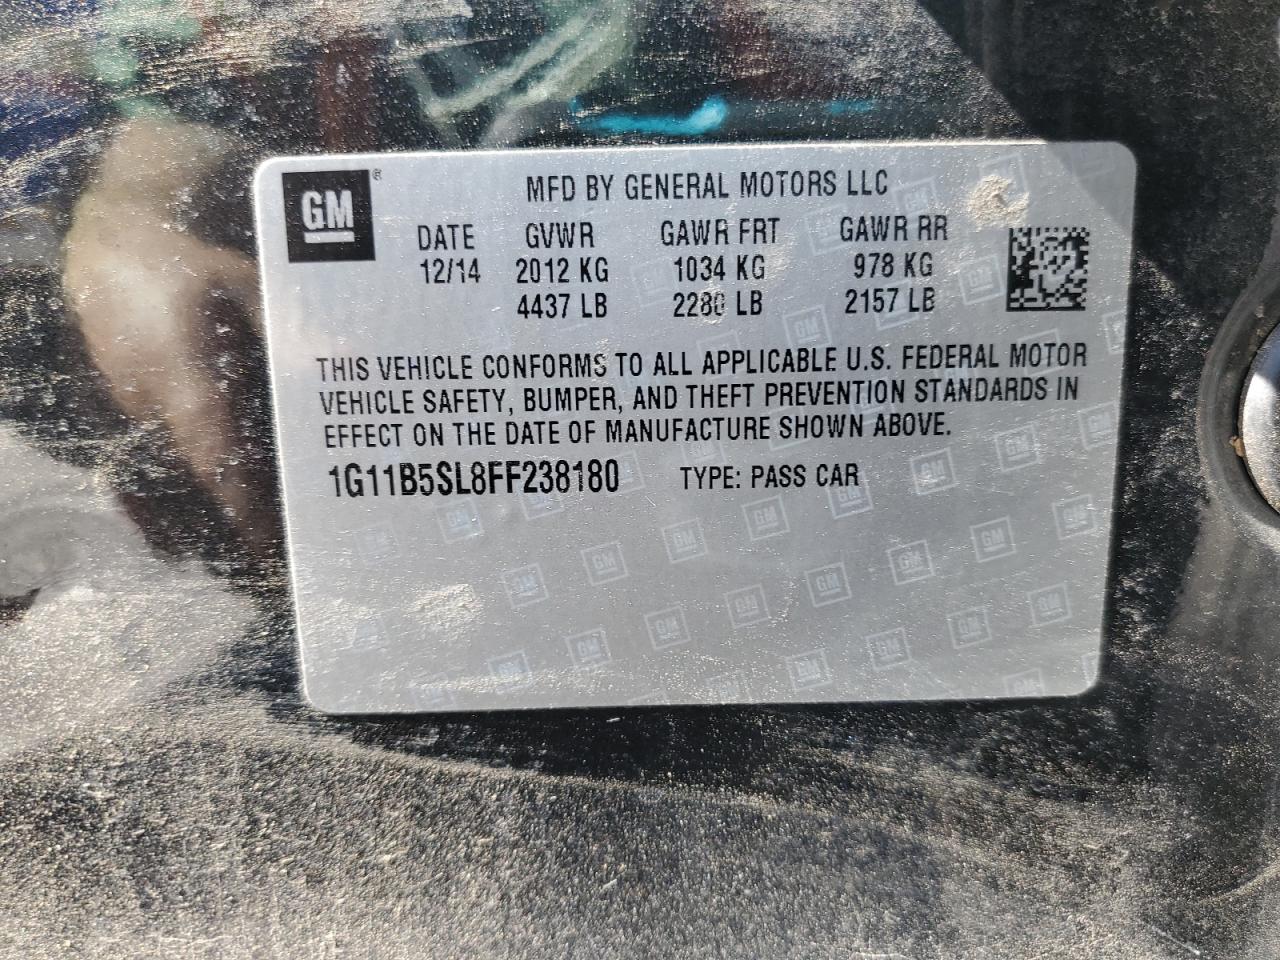 GM®
MFD BY GENERAL MOTORS LLC
DATE GVWR GAWR FRT GAWR RR
12/14 2012 KG 1034 KG 978 KG
4437 LB 2280 LB 2157 LB
THIS VEHICLE CONFORMS TO ALL APPLICABLE U.S. FEDERAL MOTOR
VEHICLE SAFETY, BUMPER, AND THEFT PREVENTION STANDARDS IN
EFFECT ON THE DATE OF MANUFACTURE SHOWN ABOVE.
1G11B5SL8FF238180 TYPE: PASS CAR